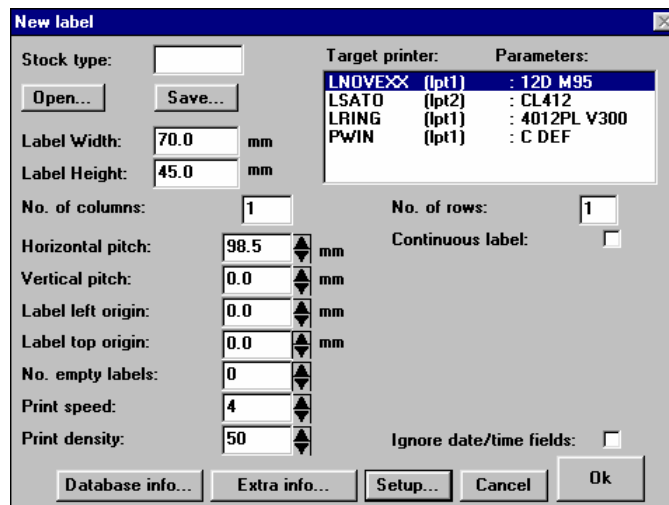 New label
Stock type:
Target printer: Parameters:
Open... Save...
LNOVEXX (lpt1) : 12D M95
LSATO (lpt2) : CL412
LRING (lpt1) : 4012PL V300
PWIN (lpt1) : C DEF
Label Width: 70.0 mm
Label Height: 45.0 mm
No. of columns: 1
No. of rows: 1
Horizontal pitch: 98.5 mm
Continuous label:
Vertical pitch: 0.0 mm
Label left origin: 0.0 mm
Label top origin: 0.0 mm
No. empty labels: 0
Print speed: 4
Print density: 50
Ignore date/time fields:
Database info... Extra info... Setup... Cancel Ok